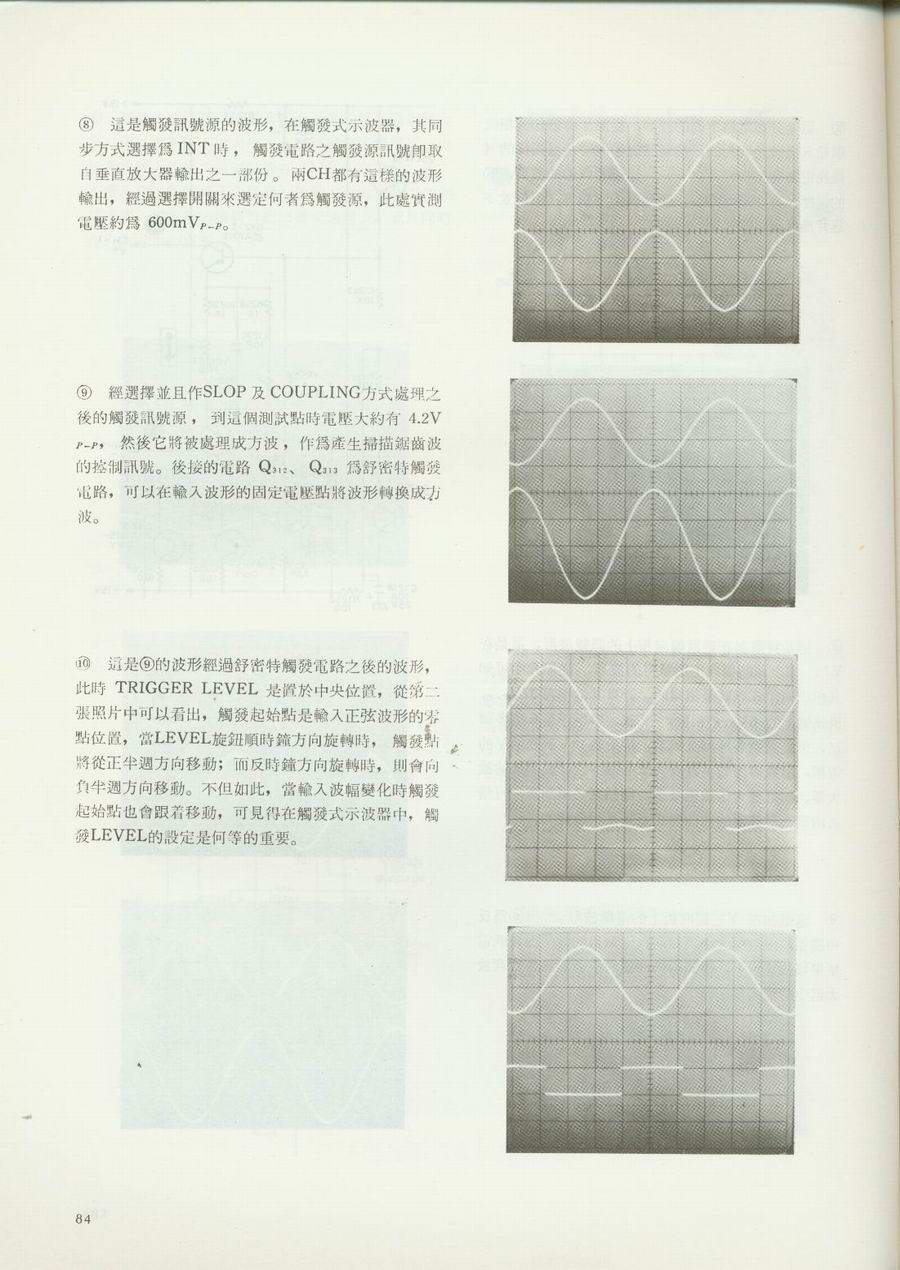 ⑧　這是觸發訊號源的波形，在觸發式示波器，其同
步方式選擇爲 INT 時， 觸發電路之觸發源訊號卽取
自垂直放大器輸出之一部份。兩CH都有這樣的波形
輸出，經過選擇開關來選定何者爲觸發源，此處實測
電壓約爲 600mVP-P。
⑨　經選擇並且作SLOP 及 COUPLING方式處理之
後的觸發訊號源， 到這個測試點時電壓大約有 4.2V
P-P， 然後它將被處理成方波，作爲產生掃描鋸齒波
的控制訊號。後接的電路 Q312、 Q313 爲舒密特觸發
電路，可以在輸入波形的固定電壓點將波形轉換成方
波。
⑩　這是⑨的波形經過舒密特觸發電路之後的波形，
此時 TRIGGER LEVEL 是置於中央位置，從第二
張照片中可以看出，觸發起始點是輸入正弦波形的零
點位置，當LEVEL旋鈕順時鐘方向旋轉時， 觸發點
將從正半週方向移動；而反時鐘方向旋轉時，則會向
負半週方向移動。不但如此，當輸入波幅變化時觸發
起始點也會跟着移動，可見得在觸發式示波器中，觸
發LEVEL的設定是何等的重要。
84